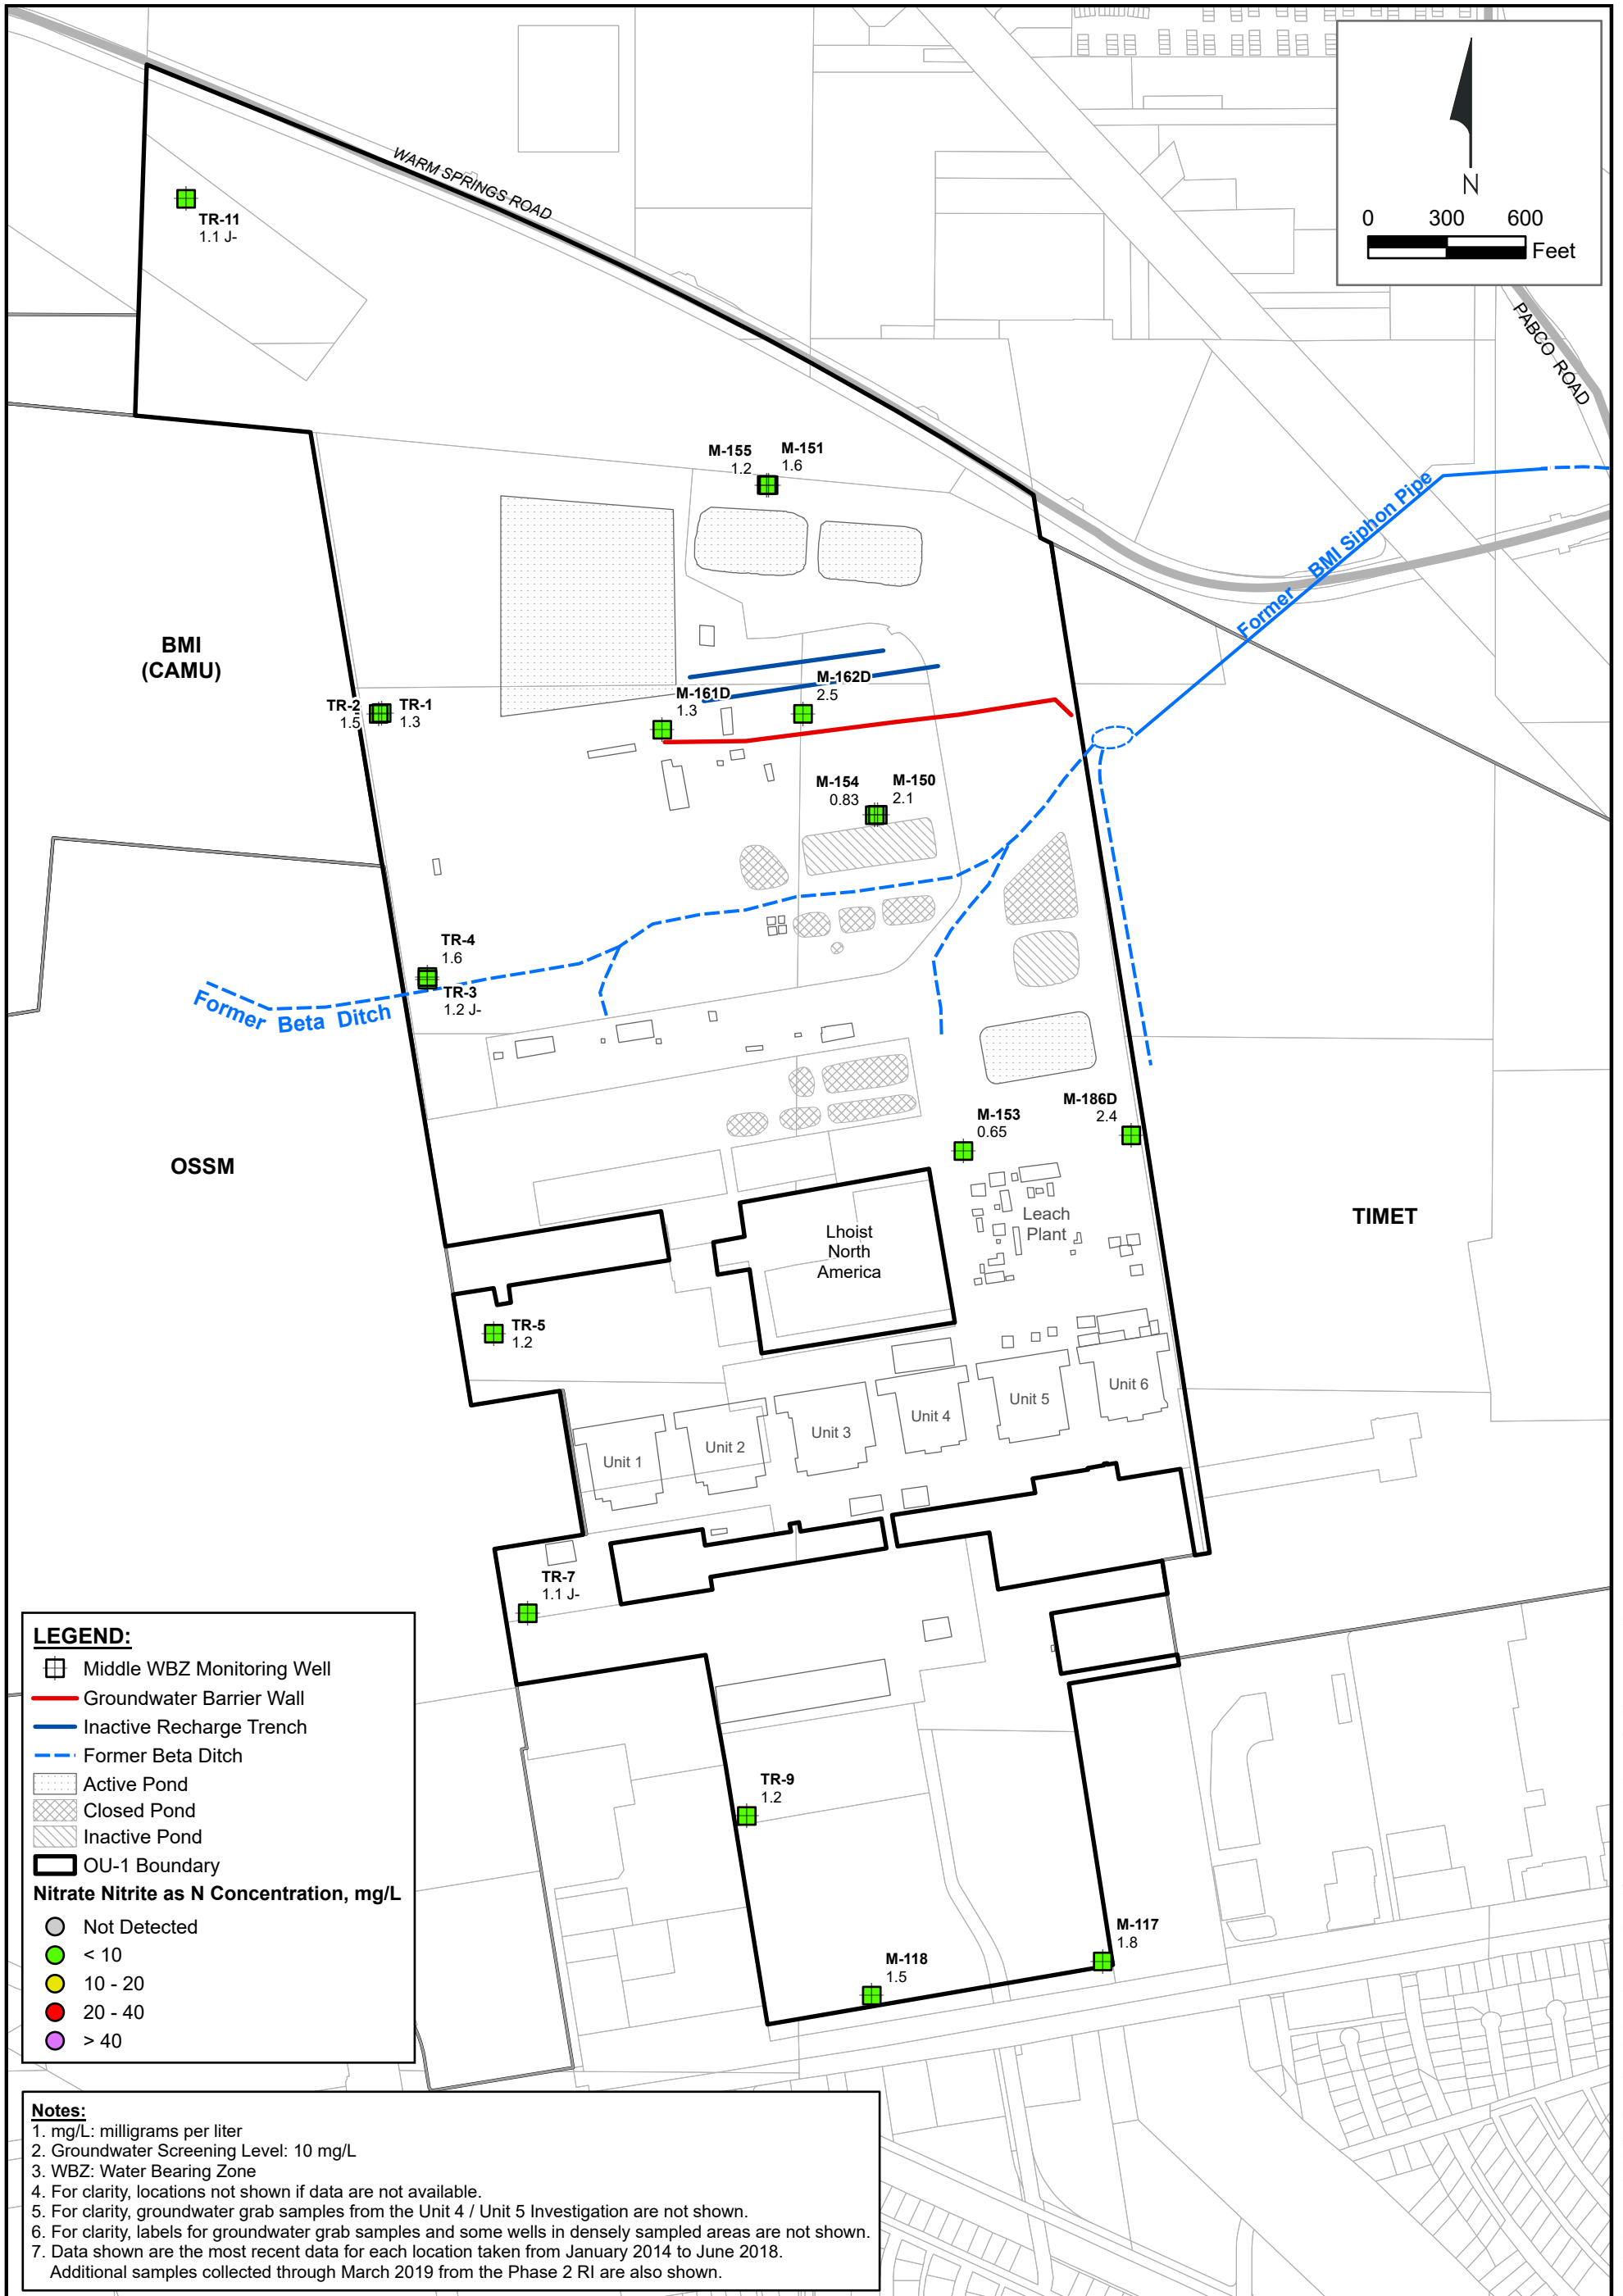 N
0 300 600
Feet
WARM SPRINGS ROAD
PABCO ROAD
TR-11
1.1 J-
M-155
1.2
M-151
1.6
Former BMI Siphon Pipe
BMI
(CAMU)
M-161D
1.3
M-162D
2.5
TR-2
1.5
TR-1
1.3
M-154
0.83
M-150
2.1
TR-4
1.6
TR-3
1.2 J-
Former Beta Ditch
M-186D
2.4
M-153
0.65
OSSM
TIMET
Leach
Plant
Lhoist
North
America
TR-5
1.2
Unit 1
Unit 2
Unit 3
Unit 4
Unit 5
Unit 6
TR-7
1.1 J-
TR-9
1.2
M-117
1.8
M-118
1.5
LEGEND:
Middle WBZ Monitoring Well
Groundwater Barrier Wall
Inactive Recharge Trench
Former Beta Ditch
Active Pond
Closed Pond
Inactive Pond
OU-1 Boundary
Nitrate Nitrite as N Concentration, mg/L
Not Detected
< 10
10 - 20
20 - 40
> 40
Notes:
1. mg/L: milligrams per liter
2. Groundwater Screening Level: 10 mg/L
3. WBZ: Water Bearing Zone
4. For clarity, locations not shown if data are not available.
5. For clarity, groundwater grab samples from the Unit 4 / Unit 5 Investigation are not shown.
6. For clarity, labels for groundwater grab samples and some wells in densely sampled areas are not shown.
7. Data shown are the most recent data for each location taken from January 2014 to June 2018.
Additional samples collected through March 2019 from the Phase 2 RI are also shown.